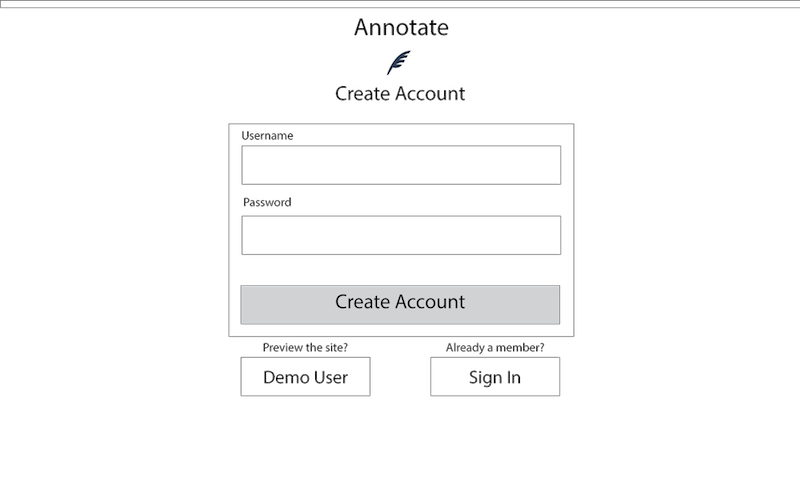 Annotate
Create Account
Username
Password
Create Account
Preview the site?
Already a member?
Demo User
Sign In